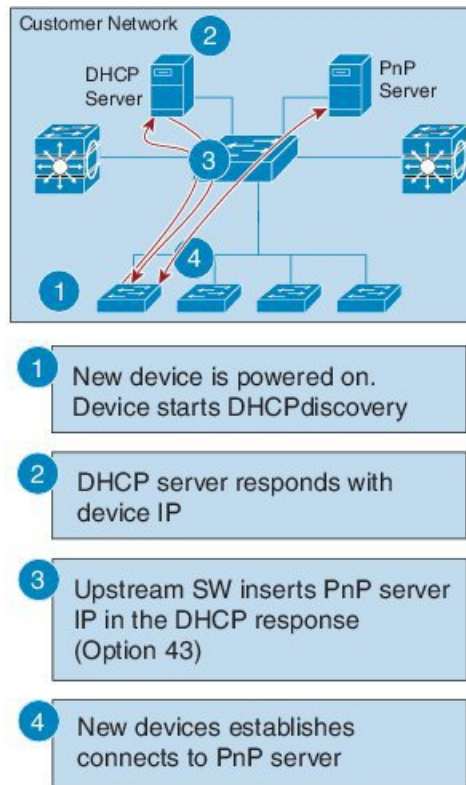 Customer Network
2
DHCP
Server
PnP
Server
3
4
1
1
New device is powered on.
Device starts DHCPdiscovery
2
DHCP server responds with
device IP
3
Upstream SW inserts PnP server
IP in the DHCP response
(Option 43)
4
New devices establishes
connects to PnP server